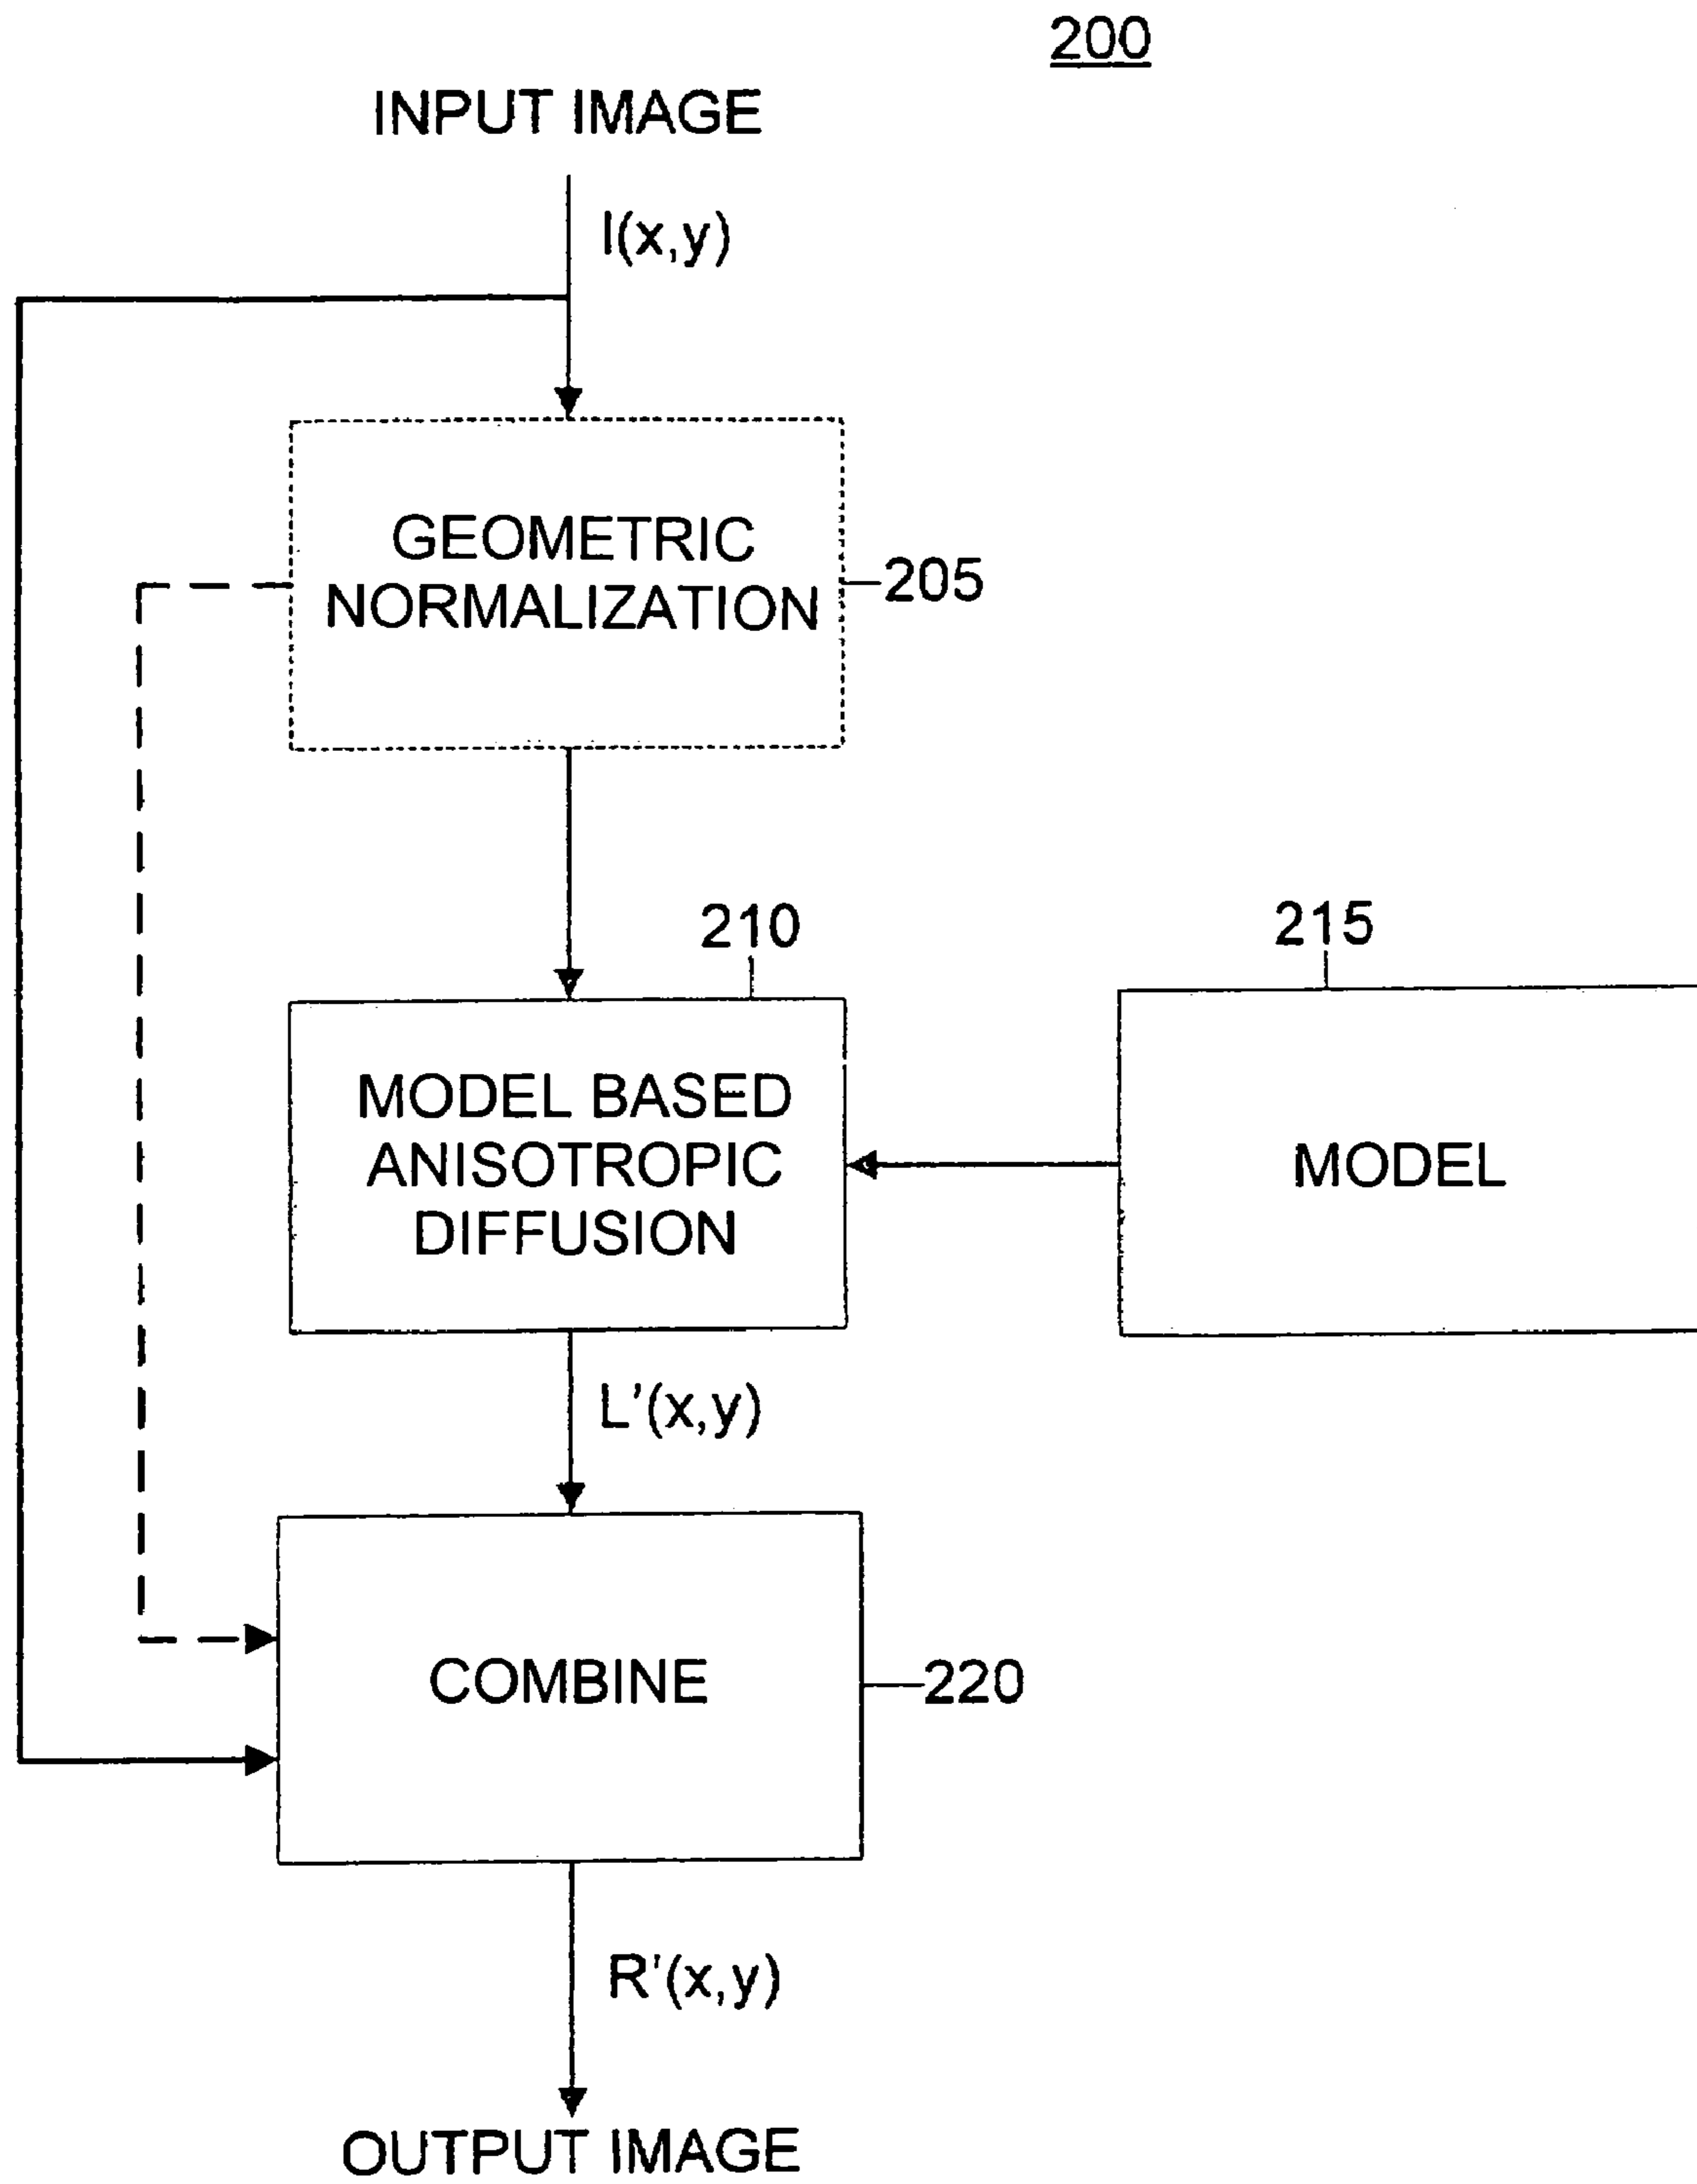 200
INPUT IMAGE
I(x,y)
GEOMETRIC
NORMALIZATION
205
210
215
MODEL BASED
ANISOTROPIC
DIFFUSION
MODEL
L'(x,y)
COMBINE
220
R'(x,y)
OUTPUT IMAGE